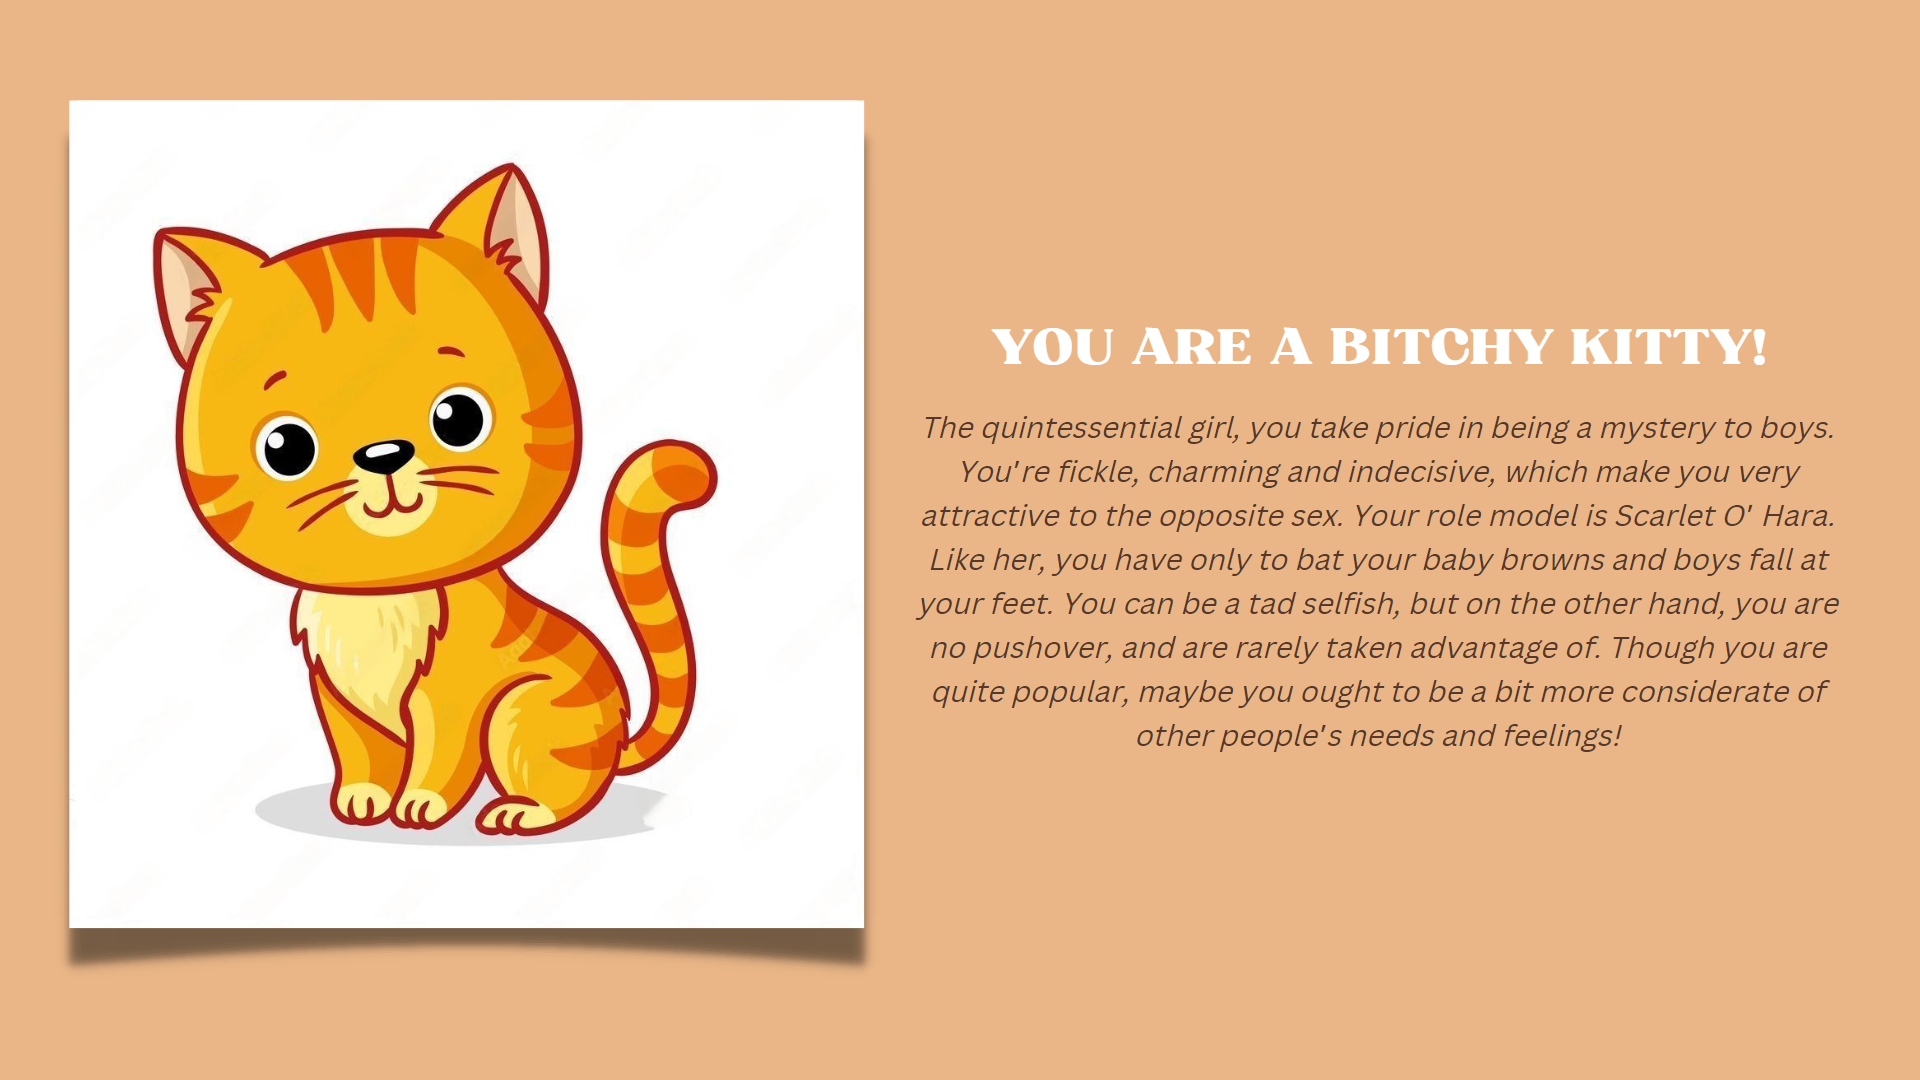 YOU ARE A BITCHY KITTY!
The quintessential girl, you take pride in being a mystery to boys.
You're fickle, charming and indecisive, which make you very
attractive to the opposite sex. Your role model is Scarlet O' Hara.
Like her, you have only to bat your baby browns and boys fall at
your feet. You can be a tad selfish, but on the other hand, you are
no pushover, and are rarely taken advantage of. Though you are
quite popular, maybe you ought to be a bit more considerate of
other people's needs and feelings!